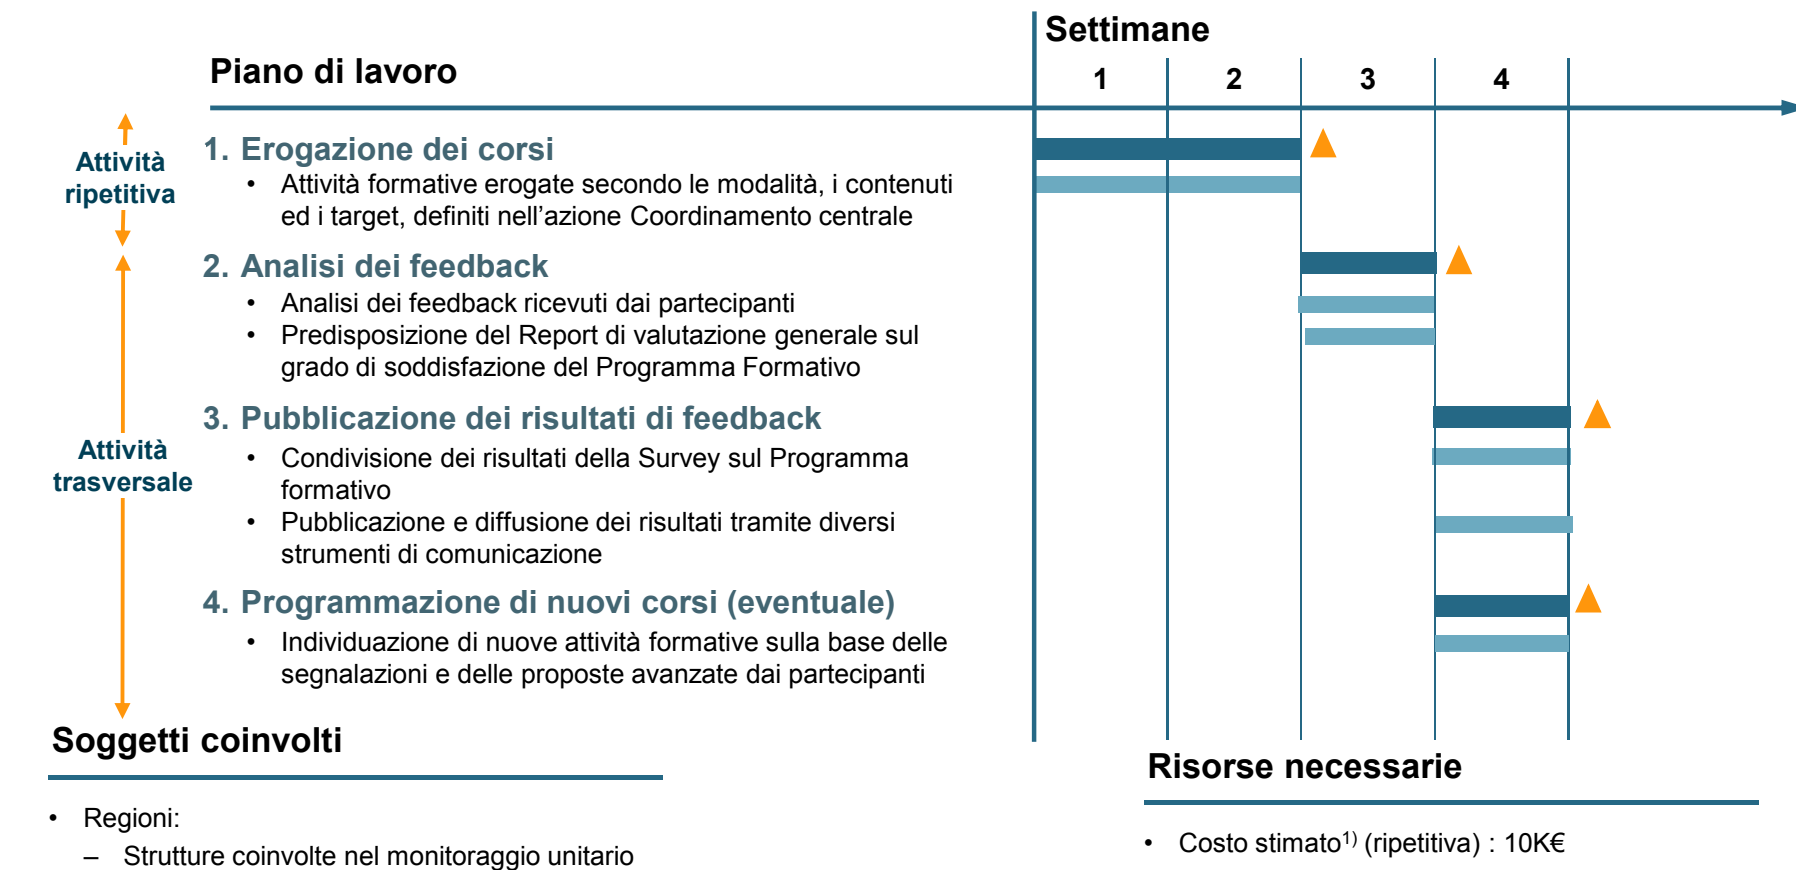 Settimane
Piano di lavoro
1 2 3 4
Attività
ripetitiva
1. Erogazione dei corsi
• Attività formative erogate secondo le modalità, i contenuti
ed i target, definiti nell’azione Coordinamento centrale
2. Analisi dei feedback
• Analisi dei feedback ricevuti dai partecipanti
• Predisposizione del Report di valutazione generale sul
grado di soddisfazione del Programma Formativo
Attività
trasversale
3. Pubblicazione dei risultati di feedback
• Condivisione dei risultati della Survey sul Programma
formativo
• Pubblicazione e diffusione dei risultati tramite diversi
strumenti di comunicazione
4. Programmazione di nuovi corsi (eventuale)
• Individuazione di nuove attività formative sulla base delle
segnalazioni e delle proposte avanzate dai partecipanti
Soggetti coinvolti
• Regioni:
– Strutture coinvolte nel monitoraggio unitario
Risorse necessarie
• Costo stimato1) (ripetitiva) : 10K€